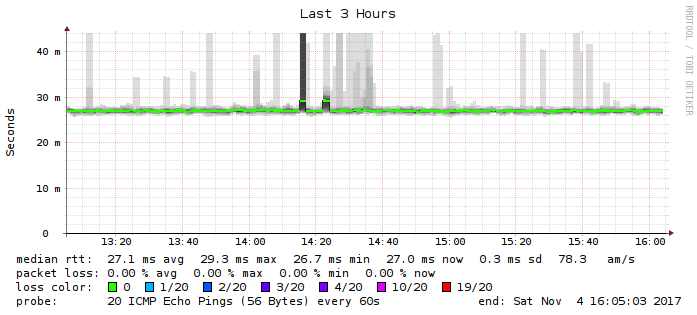 Last 3 Hours
RRDTOOL / TOBI OETIKER
Seconds
40 m
30 m
20 m
10 m
0
13:20 13:40 14:00 14:20 14:40 15:00 15:20 15:40 16:00
median rtt: 27.1 ms avg 29.3 ms max 26.7 ms min 27.0 ms now 0.3 ms sd 78.3 am/s
packet loss: 0.00 % avg 0.00 % max 0.00 % min 0.00 % now
loss color: 0 1/20 2/20 3/20 4/20 10/20 19/20
probe: 20 ICMP Echo Pings (56 Bytes) every 60s end: Sat Nov 4 16:05:03 2017